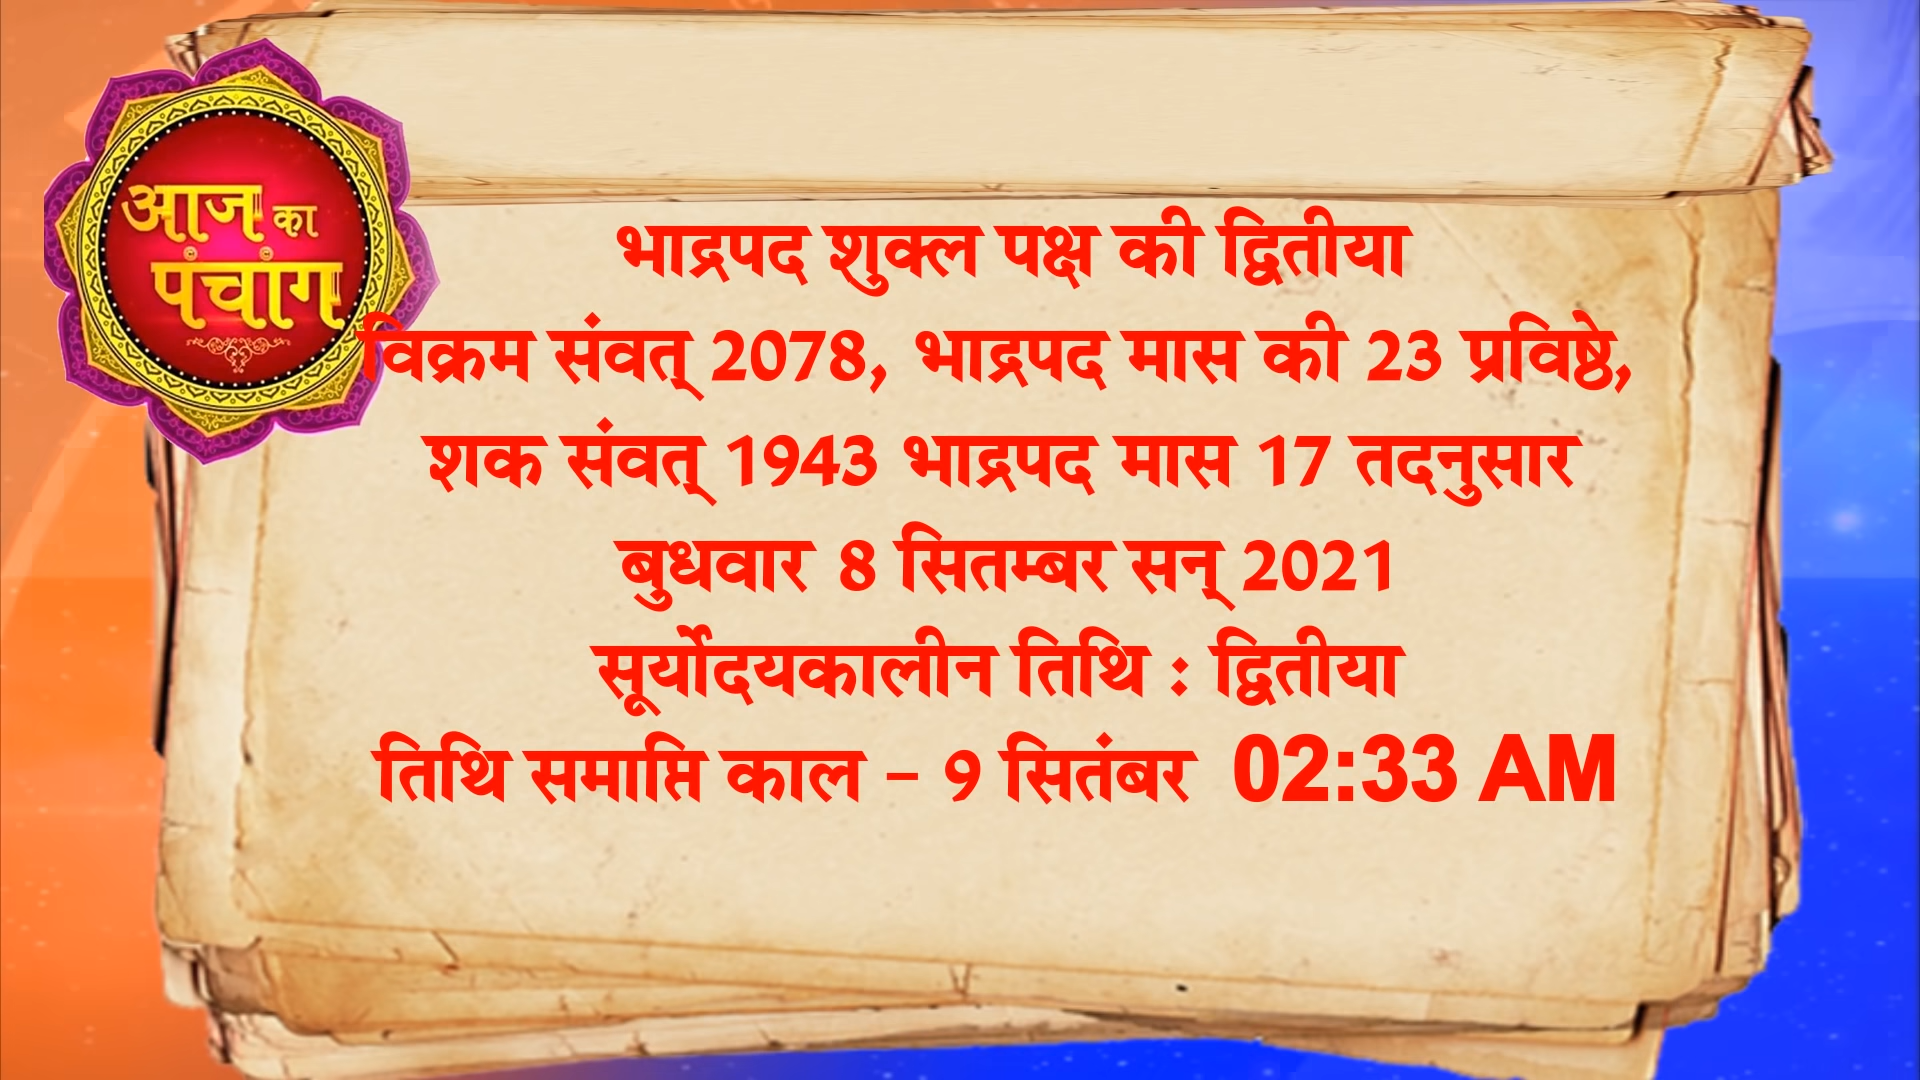 आज का
पंचांग
भाद्रपद शुक्ल पक्ष की द्वितीया
विक्रम संवत् 2078, भाद्रपद मास की 23 प्रविष्ठे,
शक संवत् 1943 भाद्रपद मास 17 तदनुसार
बुधवार 8 सितम्बर सन् 2021
सूर्योदयकालीन तिथि : द्वितीया
तिथि समाप्ति काल - 9 सितंबर 02:33 AM